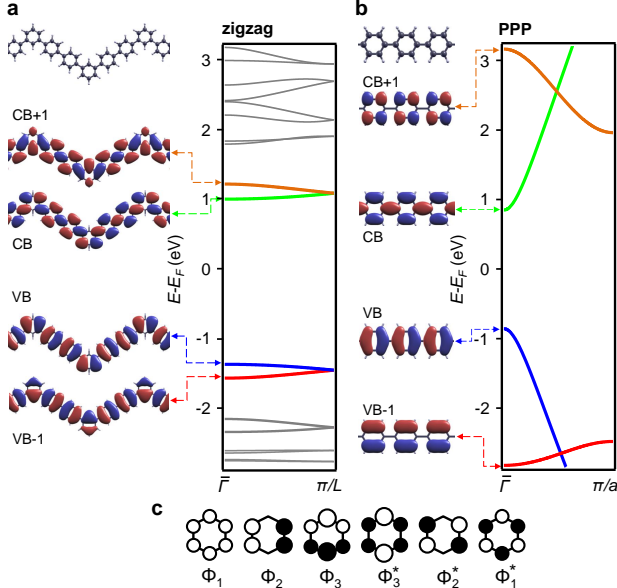 a
zigzag
CB+1
CB
VB
VB-1
E-E_F (eV)
3
2
1
0
-1
-2
Γ̅
π/L
b
PPP
CB+1
CB
VB
VB-1
E-E_F (eV)
3
2
1
0
-1
-2
Γ̅
π/a
c
Φ₁ Φ₂ Φ₃ Φ₃* Φ₂* Φ₁*